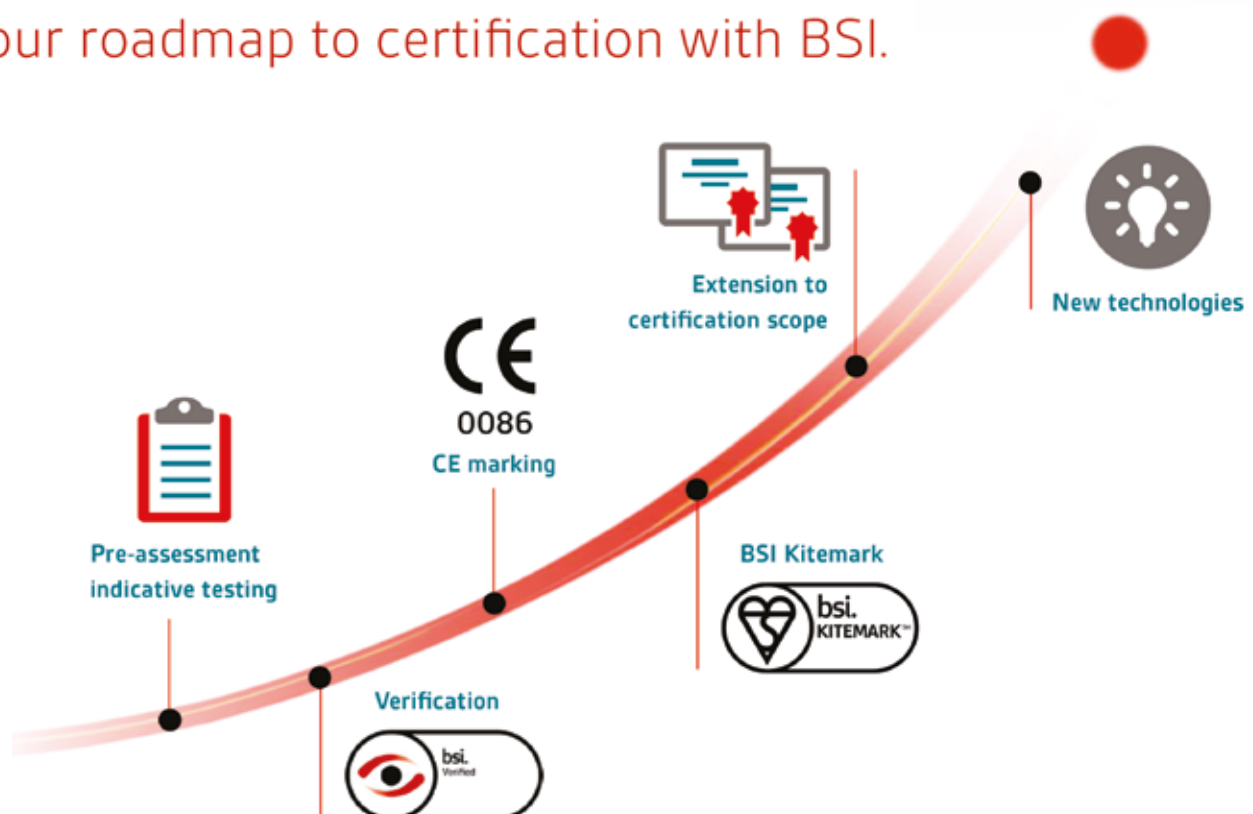 our roadmap to certification with BSI.
Extension to
certification scope
New technologies
CE
0086
CE marking
Pre-assessment
indicative testing
BSI Kitemark
bsi.
KITEMARK™
Verification
bsi.
Verified